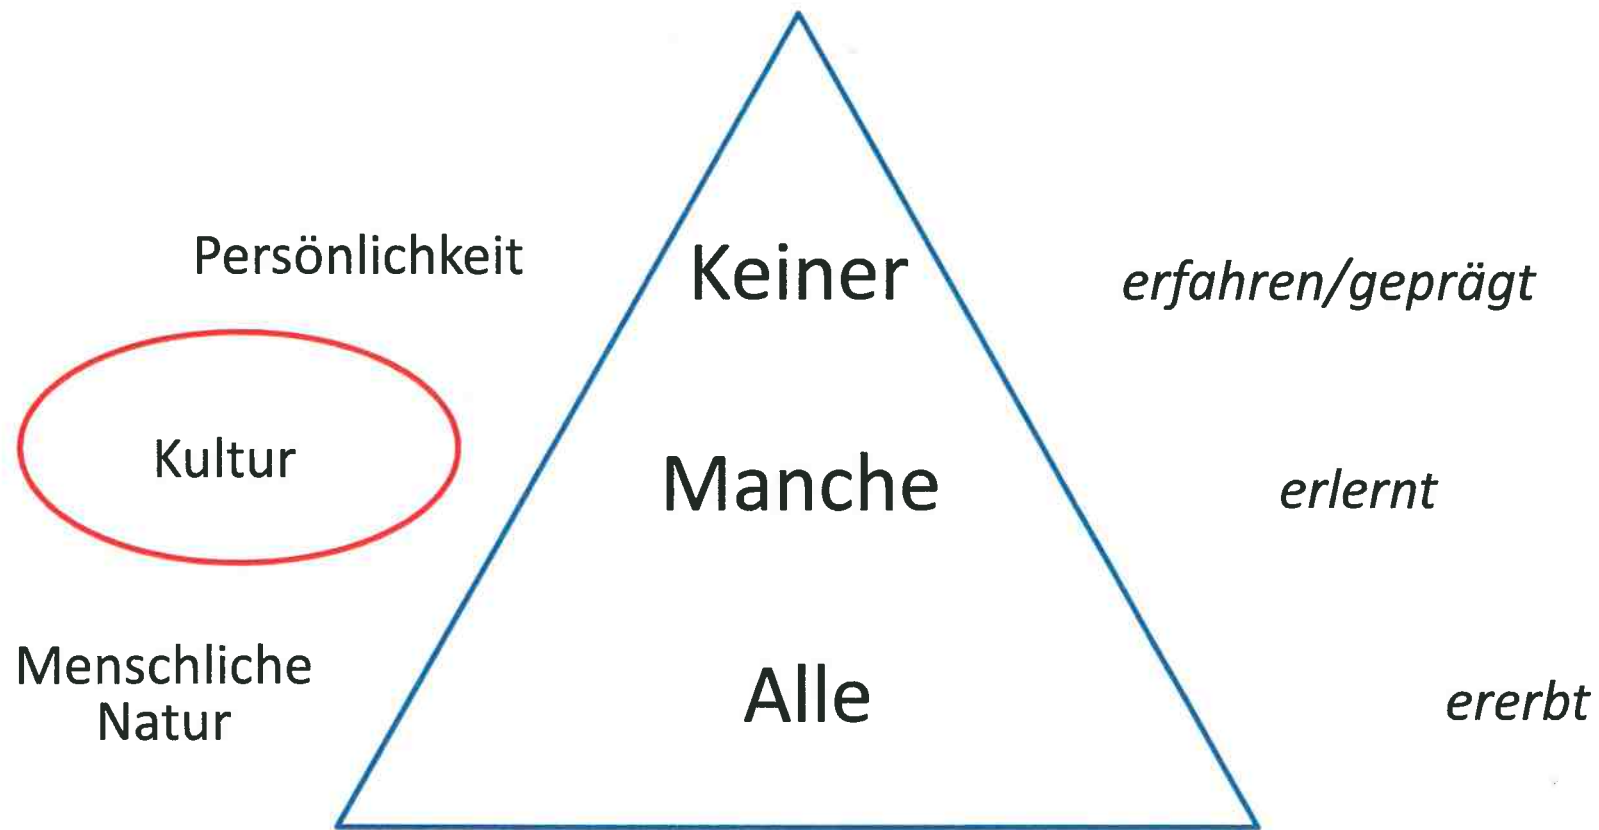 Persönlichkeit
Keiner
erfahren/geprägt
Kultur
Manche
erlernt
Menschliche
Natur
Alle
ererbt